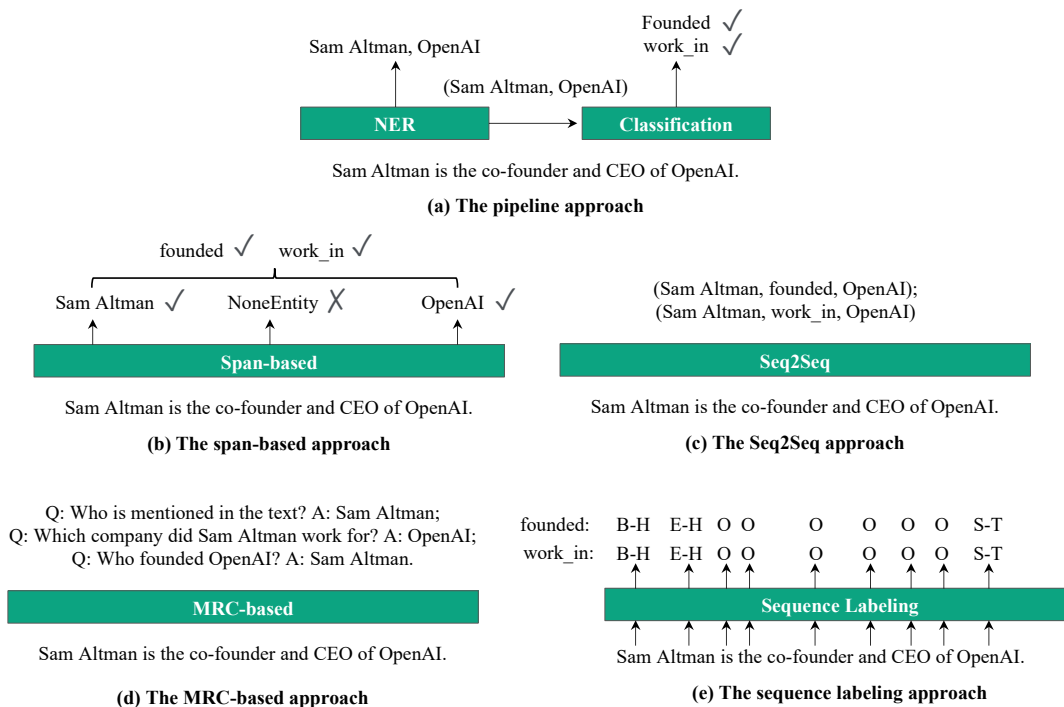 Founded ✓
Sam Altman, OpenAI
work_in ✓
(Sam Altman, OpenAI)
NER
Classification
Sam Altman is the co-founder and CEO of OpenAI.
(a) The pipeline approach
founded ✓ work_in ✓
Sam Altman ✓ NoneEntity ✗ OpenAI ✓
Span-based
Sam Altman is the co-founder and CEO of OpenAI.
(b) The span-based approach
(Sam Altman, founded, OpenAI);
(Sam Altman, work_in, OpenAI)
Seq2Seq
Sam Altman is the co-founder and CEO of OpenAI.
(c) The Seq2Seq approach
Q: Who is mentioned in the text? A: Sam Altman;
Q: Which company did Sam Altman work for? A: OpenAI;
Q: Who founded OpenAI? A: Sam Altman.
MRC-based
Sam Altman is the co-founder and CEO of OpenAI.
(d) The MRC-based approach
founded: B-H E-H O O O O O O S-T
work_in: B-H E-H O O O O O O S-T
Sequence Labeling
Sam Altman is the co-founder and CEO of OpenAI.
(e) The sequence labeling approach